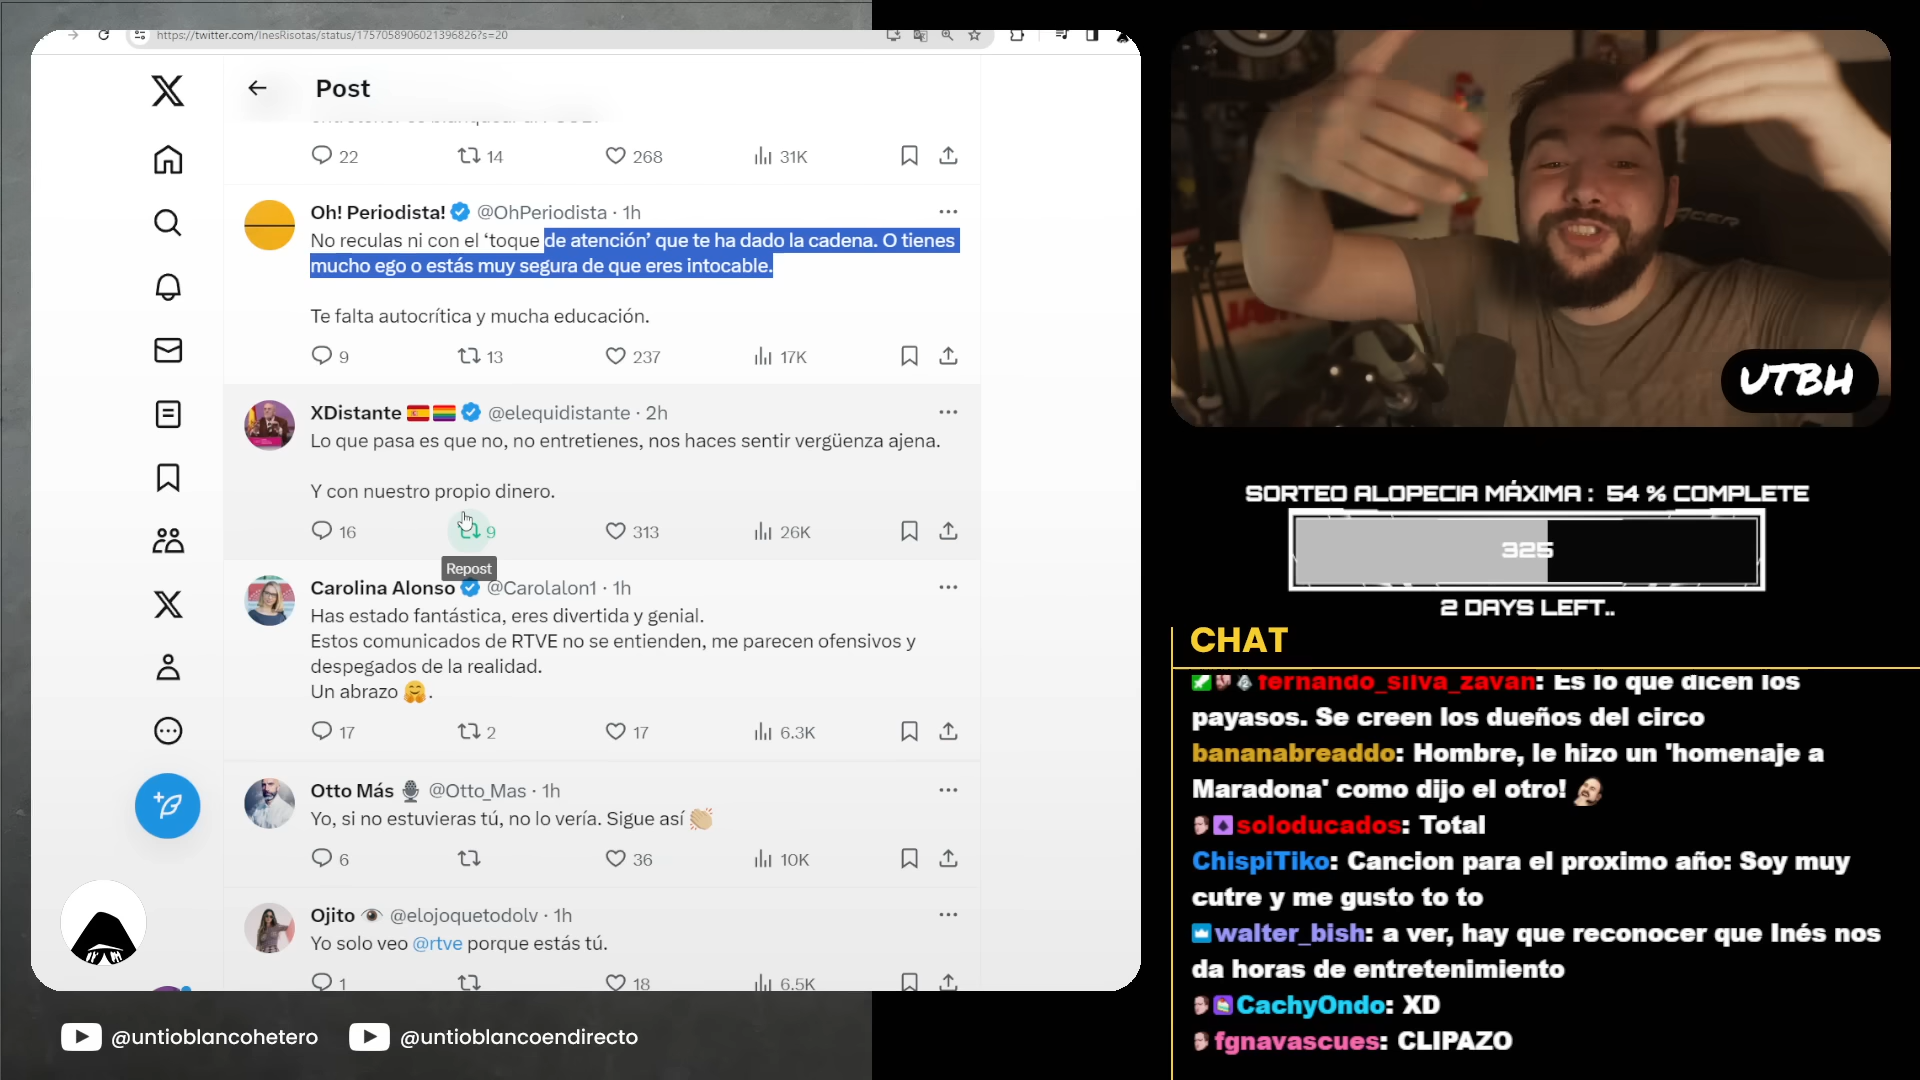 https://twitter.com/InesRisotas/status/1757058906021396826?s=20
Post
22 14 268 31K
Oh! Periodista! @OhPeriodista · 1h
No reculas ni con el ‘toque de atención’ que te ha dado la cadena. O tienes
mucho ego o estás muy segura de que eres intocable.
Te falta autocrítica y mucha educación.
9 13 237 17K
XDistante @elequidistante · 2h
Lo que pasa es que no, no entretienes, nos haces sentir vergüenza ajena.
Y con nuestro propio dinero.
16 9 313 26K
Repost
Carolina Alonso @Carolalon1 · 1h
Has estado fantástica, eres divertida y genial.
Estos comunicados de RTVE no se entienden, me parecen ofensivos y
despegados de la realidad.
Un abrazo 🤗.
17 2 17 6.3K
Otto Más @Otto_Mas · 1h
Yo, si no estuvieras tú, no lo vería. Sigue así 👏
6 36 10K
Ojito @elojoquetodolv · 1h
Yo solo veo @rtve porque estás tú.
1 18 6.5K
@untioblancohetero @untioblancoendirecto
UTBH
SORTEO ALOPECIA MÁXIMA : 54 % COMPLETE
325
2 DAYS LEFT..
CHAT
fernando_silva_zavan: Es lo que dicen los
payasos. Se creen los dueños del circo
bananabreaddo: Hombre, le hizo un 'homenaje a
Maradona' como dijo el otro!
soloducados: Total
ChispiTiko: Cancion para el proximo año: Soy muy
cutre y me gusto to to
walter_bish: a ver, hay que reconocer que Inés nos
da horas de entretenimiento
CachyOndo: XD
fgnavascues: CLIPAZO